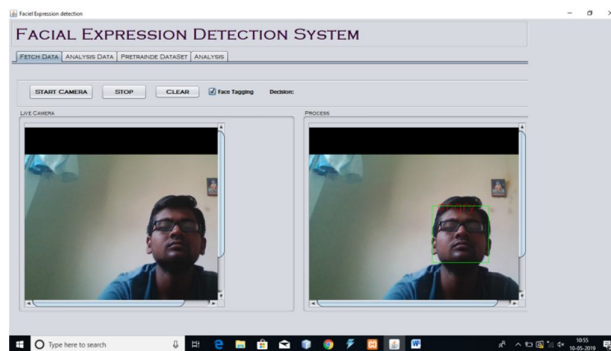 Faciel Expression detection
FACIAL EXPRESSION DETECTION SYSTEM
FETCH DATA ANALYSIS DATA PRETRAINDE DATASET ANALYSIS
START CAMERA STOP CLEAR Face Tagging Decision:
LIVE CAMERA PROCESS
Type here to search
10:55
10-05-2019